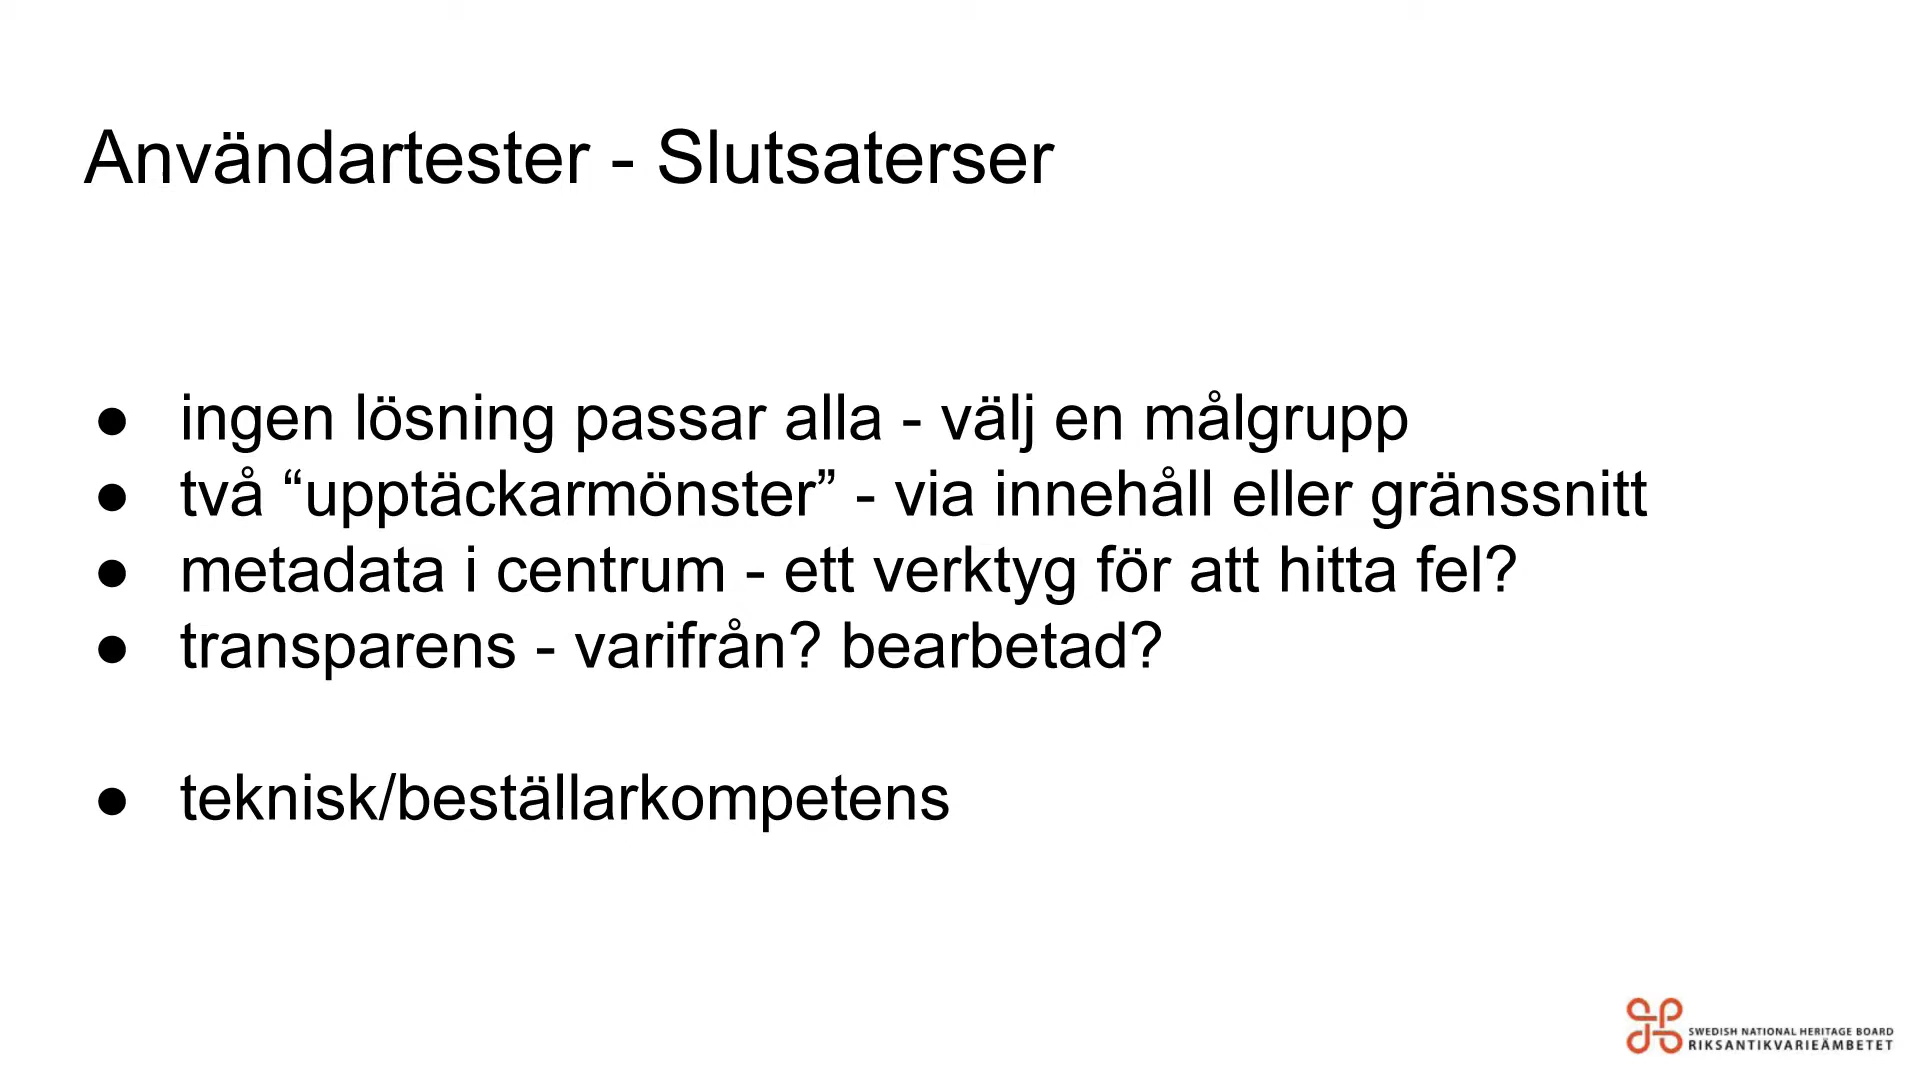 Användartester - Slutsaterser
● ingen lösning passar alla - välj en målgrupp
● två “upptäckarmönster” - via innehåll eller gränssnitt
● metadata i centrum - ett verktyg för att hitta fel?
● transparens - varifrån? bearbetad?
● teknisk/beställarkompetens
SWEDISH NATIONAL HERITAGE BOARD
RIKSANTIKVARIEÄMBETET